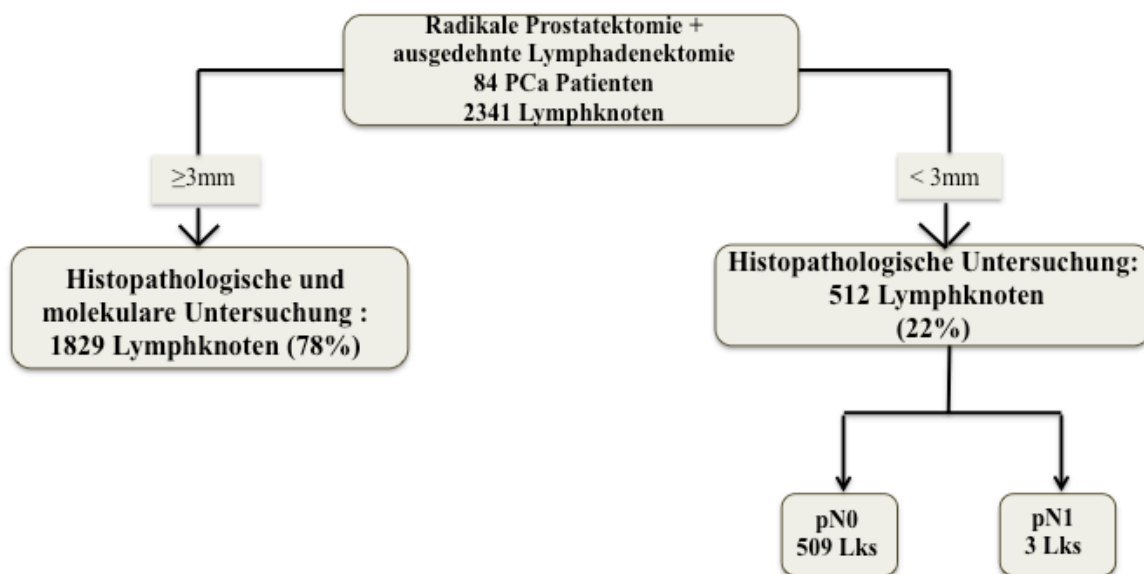 Radikale Prostatektomie +
ausgedehnte Lymphadenektomie
84 PCa Patienten
2341 Lymphknoten
≥3mm
< 3mm
Histopathologische und
molekulare Untersuchung :
1829 Lymphknoten (78%)
Histopathologische Untersuchung:
512 Lymphknoten
(22%)
pN0
509 Lks
pN1
3 Lks